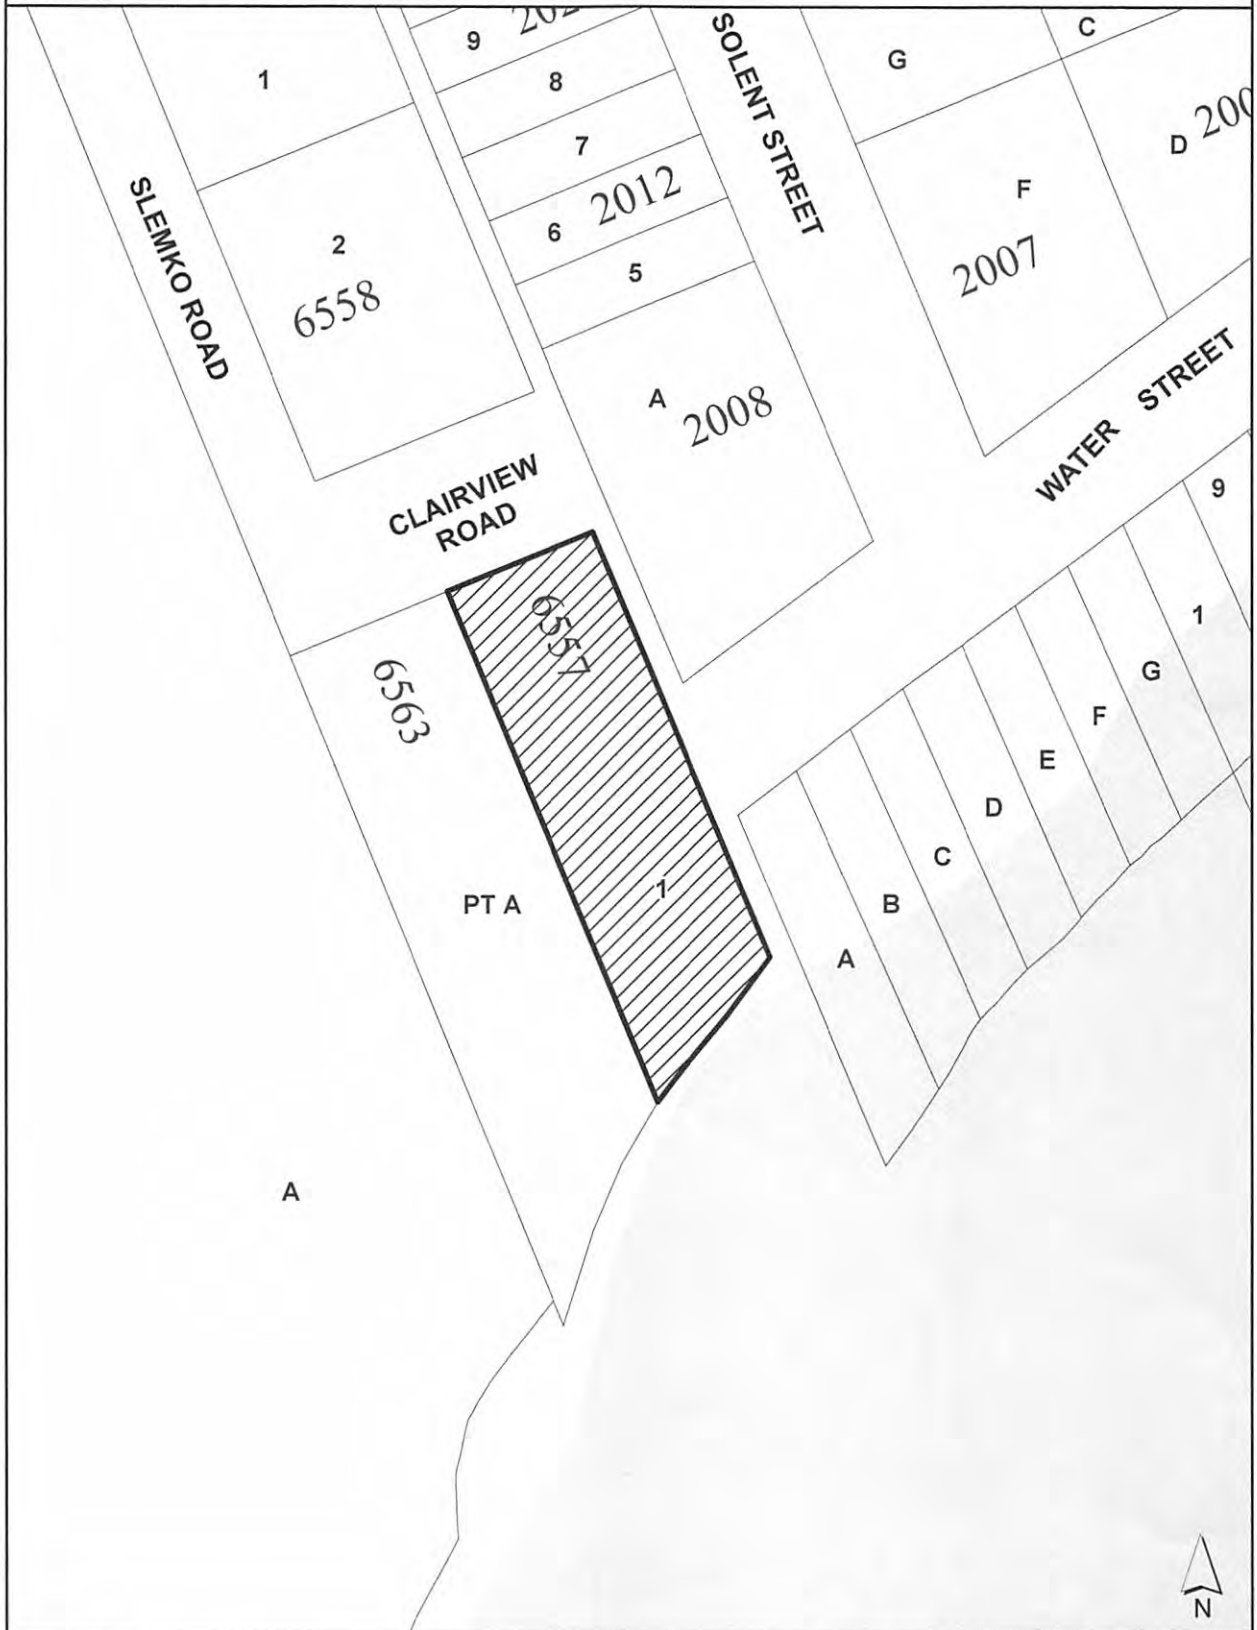 1
9
8
G
C
D
7
F
6
2012
2
5
2007
6558
SLEMKO ROAD
SOLENT STREET
A
2008
WATER STREET
CLAIRVIEW
ROAD
9
6557
6563
1
G
F
E
D
C
B
A
1
PT A
A
N